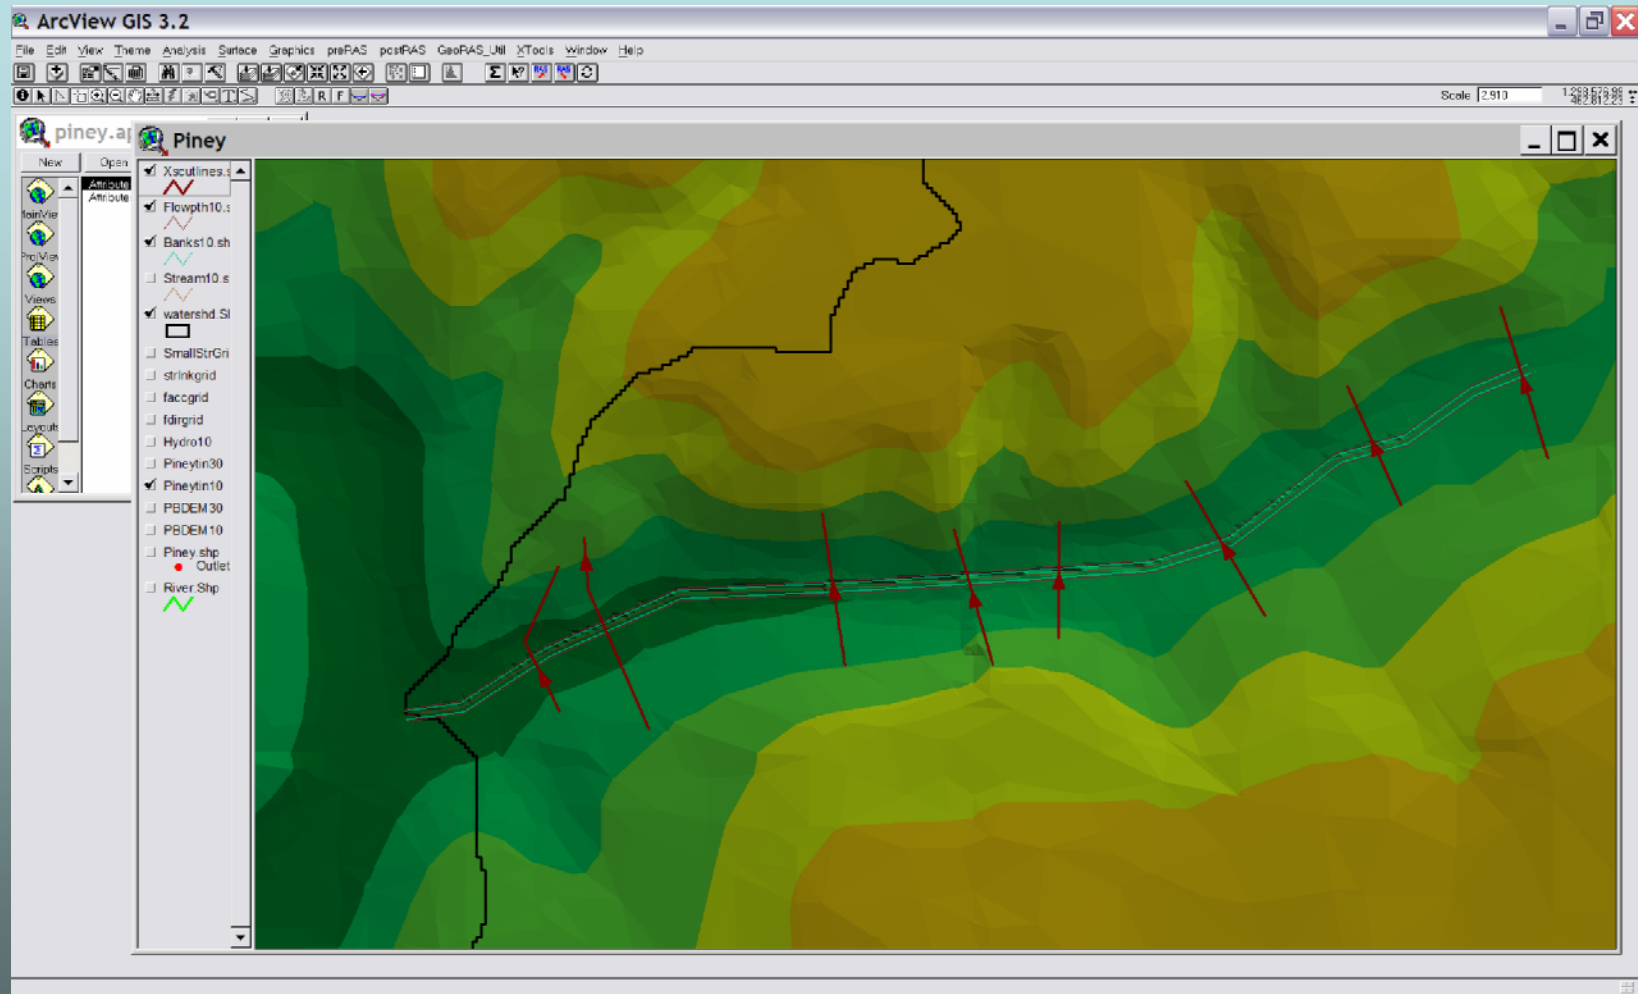 ArcView GIS 3.2
File Edit View Theme Analysis Surface Graphics preRAS postRAS GeoRAS_Util XTools Window Help
R F
Scale 2,910
piney.ap
New Open
Attribute
Attribute
ProjView
Views
Tables
Charts
Layouts
Scripts
Piney
Xscutlines.s
Flowpth10.s
Banks10.sh
Stream10.s
watershd.Sh
SmallStrGri
strlnkgrid
faccgrid
fdirgrid
Hydro10
Pineytin30
Pineytin10
PBDEM30
PBDEM10
Piney.shp
Outlet
River.Shp